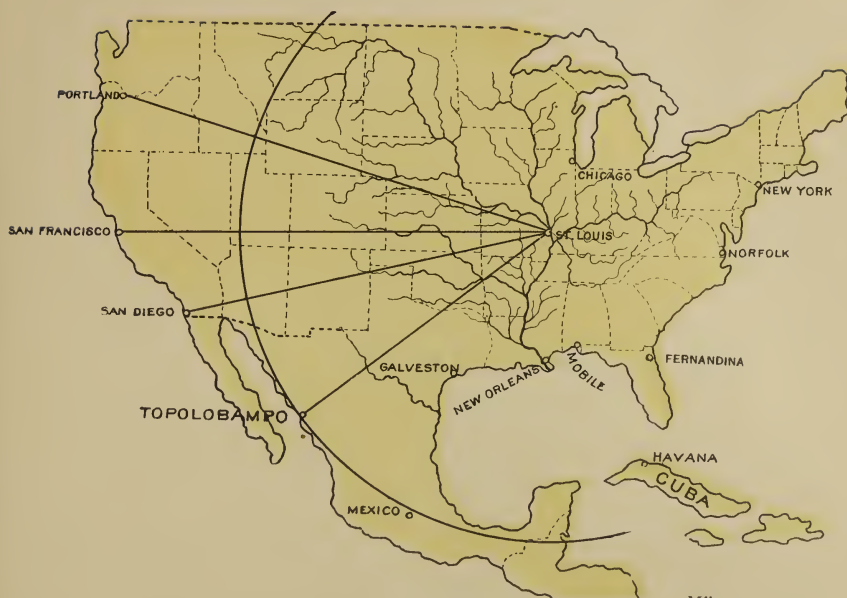 PORTLAND
CHICAGO
NEW YORK
SAN FRANCISCO
ST. LOUIS
NORFOLK
SAN DIEGO
GALVESTON
NEW ORLEANS
MOBILE
FERNANDINA
TOPOLOBAMPO
HAVANA
CUBA
MEXICO